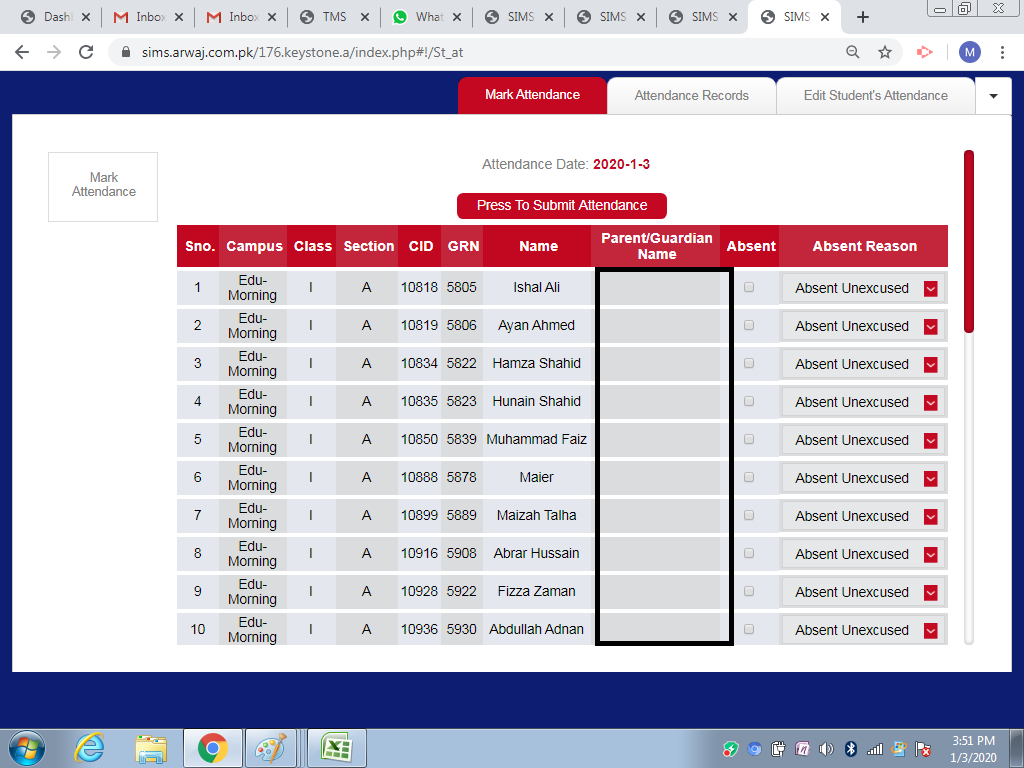 Dash
Inbox
Inbox
TMS
What
SIMS
SIMS
SIMS
SIMS
sims.arwaj.com.pk/176.keystone.a/index.php#!/St_at
M
Mark Attendance
Attendance Records
Edit Student's Attendance
Mark
Attendance
Attendance Date: 2020-1-3
Press To Submit Attendance
Sno. Campus Class Section CID GRN Name Parent/Guardian Name Absent Absent Reason
1 Edu-Morning I A 10818 5805 Ishal Ali Absent Unexcused
2 Edu-Morning I A 10819 5806 Ayan Ahmed Absent Unexcused
3 Edu-Morning I A 10834 5822 Hamza Shahid Absent Unexcused
4 Edu-Morning I A 10835 5823 Hunain Shahid Absent Unexcused
5 Edu-Morning I A 10850 5839 Muhammad Faiz Absent Unexcused
6 Edu-Morning I A 10888 5878 Maier Absent Unexcused
7 Edu-Morning I A 10899 5889 Maizah Talha Absent Unexcused
8 Edu-Morning I A 10916 5908 Abrar Hussain Absent Unexcused
9 Edu-Morning I A 10928 5922 Fizza Zaman Absent Unexcused
10 Edu-Morning I A 10936 5930 Abdullah Adnan Absent Unexcused
3:51 PM
1/3/2020